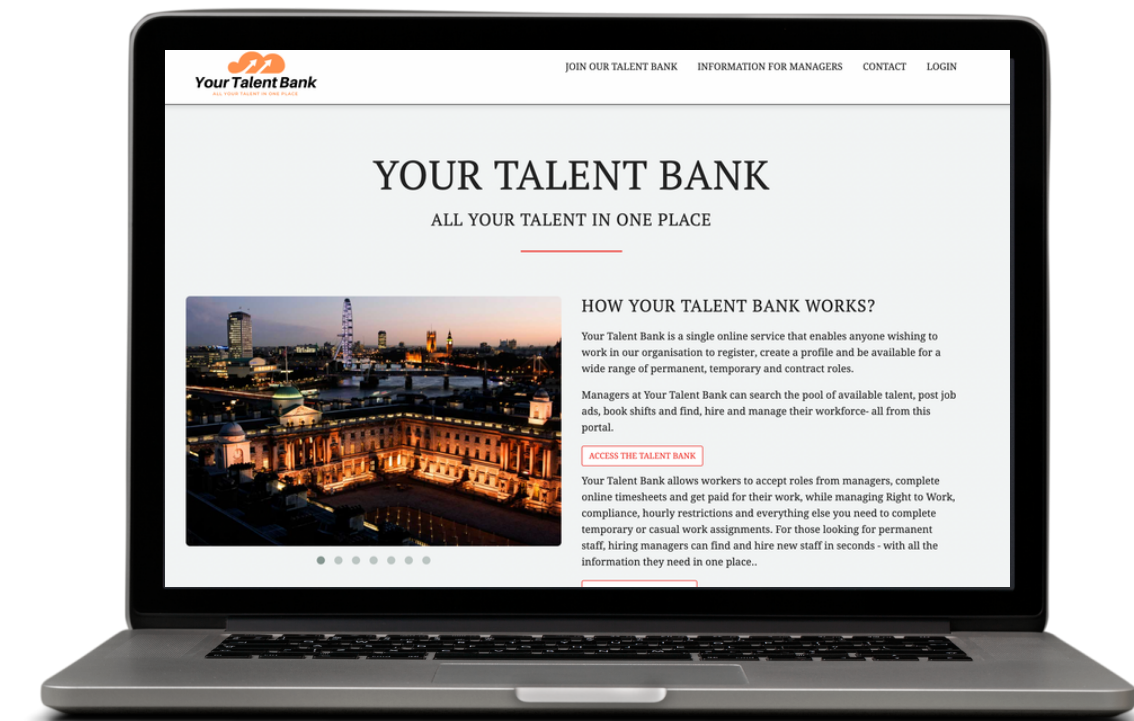 Your Talent Bank
ALL YOUR TALENT IN ONE PLACE
JOIN OUR TALENT BANK INFORMATION FOR MANAGERS CONTACT LOGIN
YOUR TALENT BANK
ALL YOUR TALENT IN ONE PLACE
HOW YOUR TALENT BANK WORKS?
Your Talent Bank is a single online service that enables anyone wishing to
work in our organisation to register, create a profile and be available for a
wide range of permanent, temporary and contract roles.
Managers at Your Talent Bank can search the pool of available talent, post job
ads, book shifts and find, hire and manage their workforce- all from this
portal.
ACCESS THE TALENT BANK
Your Talent Bank allows workers to accept roles from managers, complete
online timesheets and get paid for their work, while managing Right to Work,
compliance, hourly restrictions and everything else you need to complete
temporary or casual work assignments. For those looking for permanent
staff, hiring managers can find and hire new staff in seconds - with all the
information they need in one place..